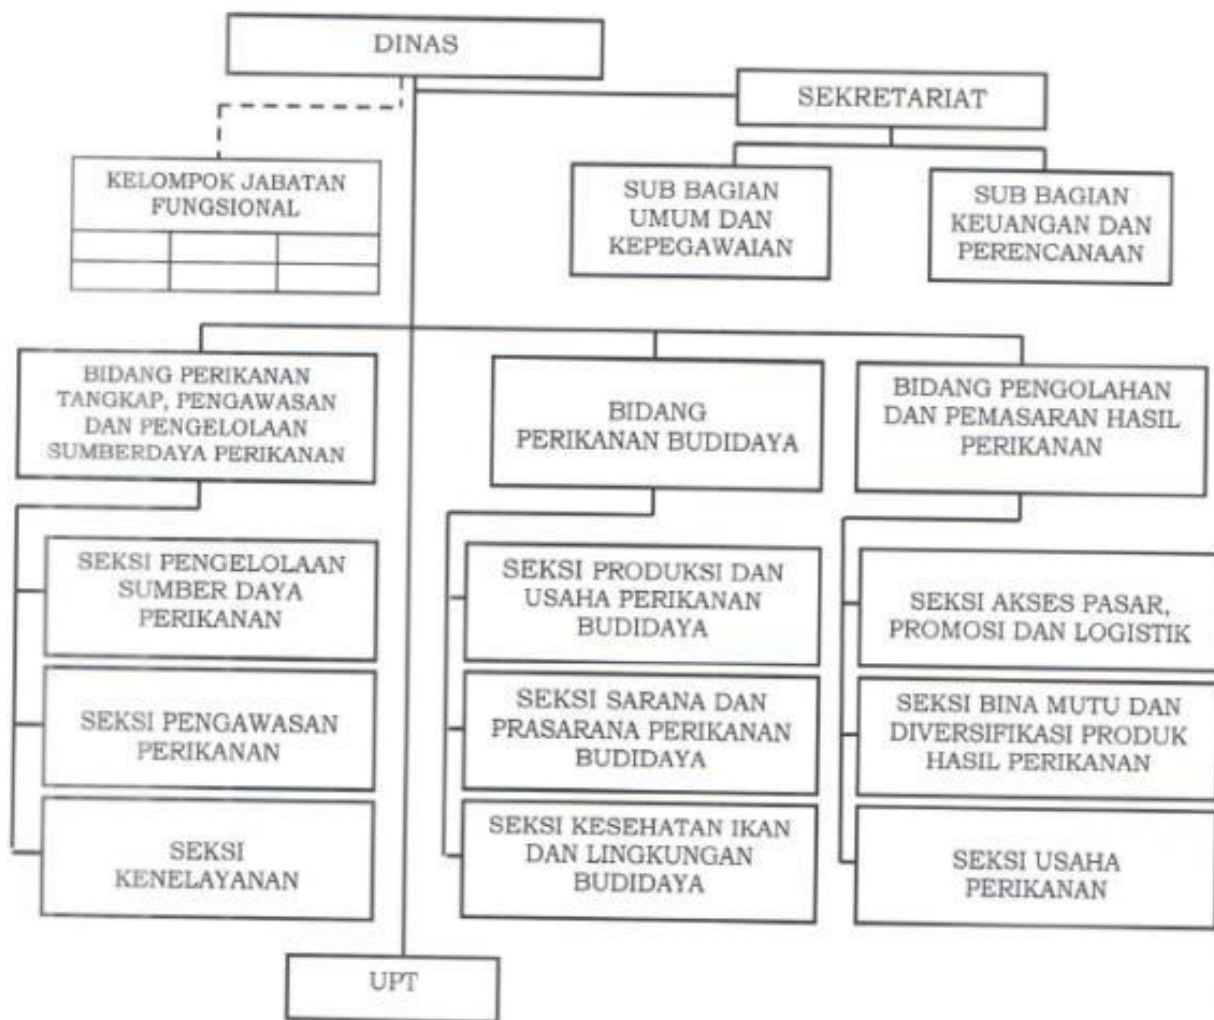 DINAS
SEKRETARIAT
KELOMPOK JABATAN
FUNGSIONAL
SUB BAGIAN
UMUM DAN
KEPEGAWAIAN
SUB BAGIAN
KEUANGAN DAN
PERENCANAAN
BIDANG PERIKANAN
TANGKAP, PENGAWASAN
DAN PENGELOLAAN
SUMBERDAYA PERIKANAN
BIDANG
PERIKANAN BUDIDAYA
BIDANG PENGOLAHAN
DAN PEMASARAN HASIL
PERIKANAN
SEKSI PENGELOLAAN
SUMBER DAYA
PERIKANAN
SEKSI PENGAWASAN
PERIKANAN
SEKSI
KENELAYANAN
SEKSI PRODUKSI DAN
USAHA PERIKANAN
BUDIDAYA
SEKSI SARANA DAN
PRASARANA PERIKANAN
BUDIDAYA
SEKSI KESEHATAN IKAN
DAN LINGKUNGAN
BUDIDAYA
SEKSI AKSES PASAR,
PROMOSI DAN LOGISTIK
SEKSI BINA MUTU DAN
DIVERSIFIKASI PRODUK
HASIL PERIKANAN
SEKSI USAHA
PERIKANAN
UPT